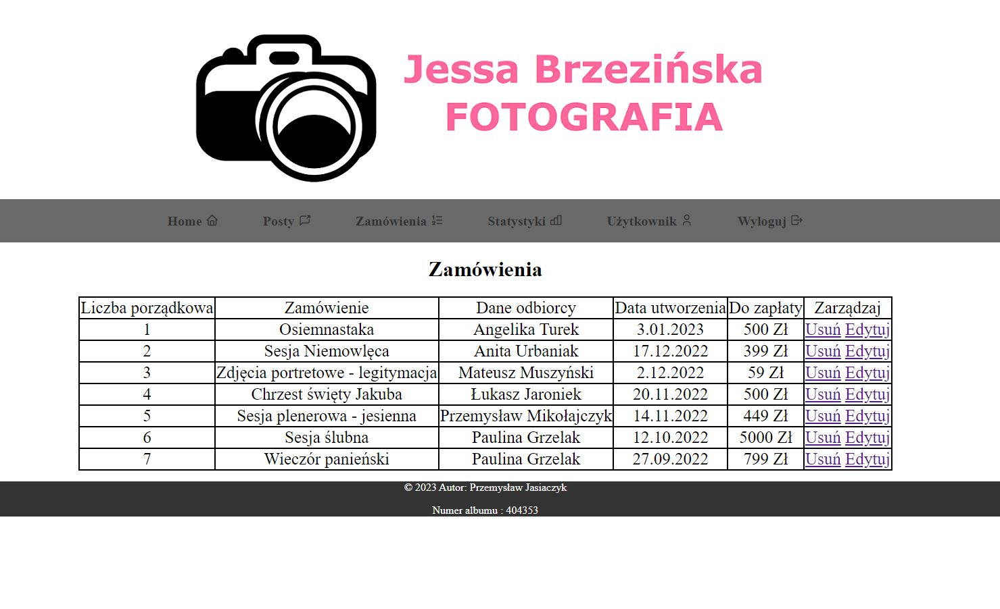 Jessa Brzezińska
FOTOGRAFIA
Home Posty Zamówienia Statystyki Użytkownik Wyloguj
Zamówienia
Liczba porządkowa Zamówienie Dane odbiorcy Data utworzenia Do zapłaty Zarządzaj
1 Osiemnastaka Angelika Turek 3.01.2023 500 Zł Usuń Edytuj
2 Sesja Niemowlęca Anita Urbaniak 17.12.2022 399 Zł Usuń Edytuj
3 Zdjęcia portretowe - legitymacja Mateusz Muszyński 2.12.2022 59 Zł Usuń Edytuj
4 Chrzest święty Jakuba Łukasz Jaroniek 20.11.2022 500 Zł Usuń Edytuj
5 Sesja plenerowa - jesienna Przemysław Mikołajczyk 14.11.2022 449 Zł Usuń Edytuj
6 Sesja ślubna Paulina Grzelak 12.10.2022 5000 Zł Usuń Edytuj
7 Wieczór panieński Paulina Grzelak 27.09.2022 799 Zł Usuń Edytuj
© 2023 Autor: Przemysław Jasiaczyk
Numer albumu : 404353